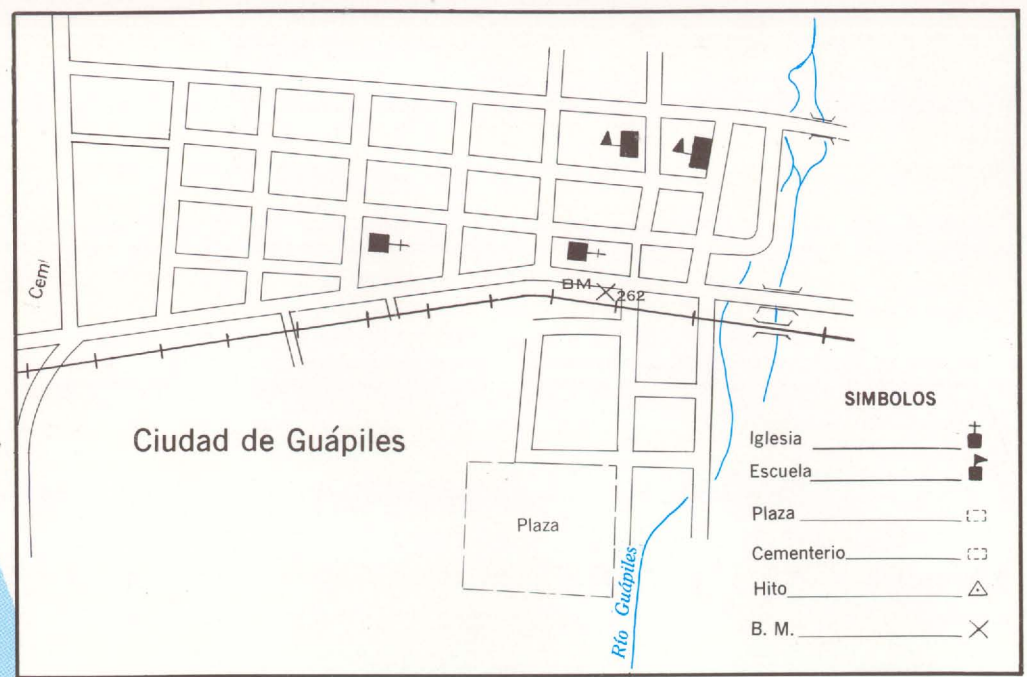 Cem/
BM 262
Ciudad de Guápiles
Plaza
Río Guápiles
SIMBOLOS
Iglesia
Escuela
Plaza
Cementerio
Hito
B. M.